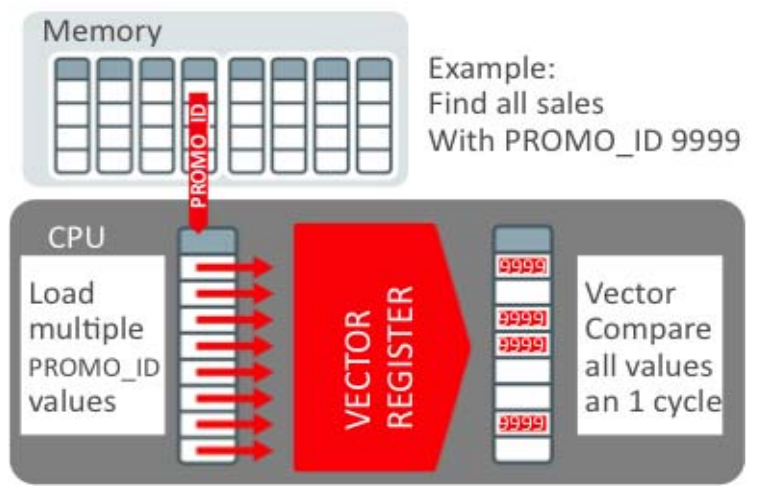 Memory
Example:
Find all sales
With PROMO_ID 9999
PROMO_ID
CPU
Load
multiple
PROMO_ID
values
VECTOR
REGISTER
9999
9999
9999
9999
Vector
Compare
all values
an 1 cycle